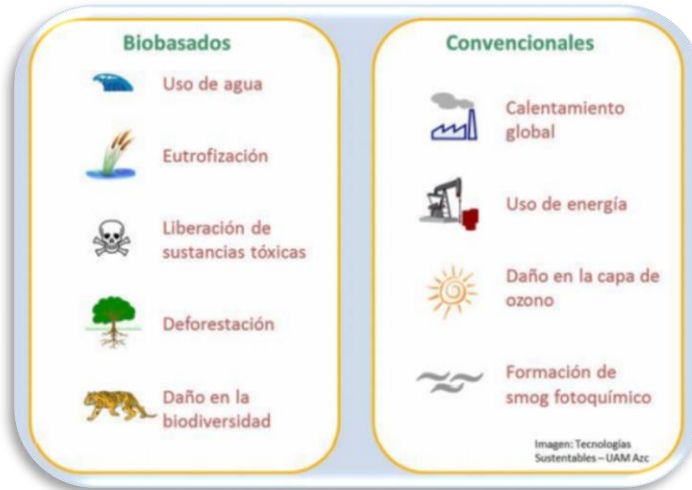 Biobasados
Uso de agua
Eutrofización
Liberación de
sustancias tóxicas
Deforestación
Daño en la
biodiversidad
Convencionales
Calentamiento
global
Uso de energía
Daño en la capa de
ozono
Formación de
smog fotoquímico
Imagen: Tecnologías
Sustentables – UAM Azc